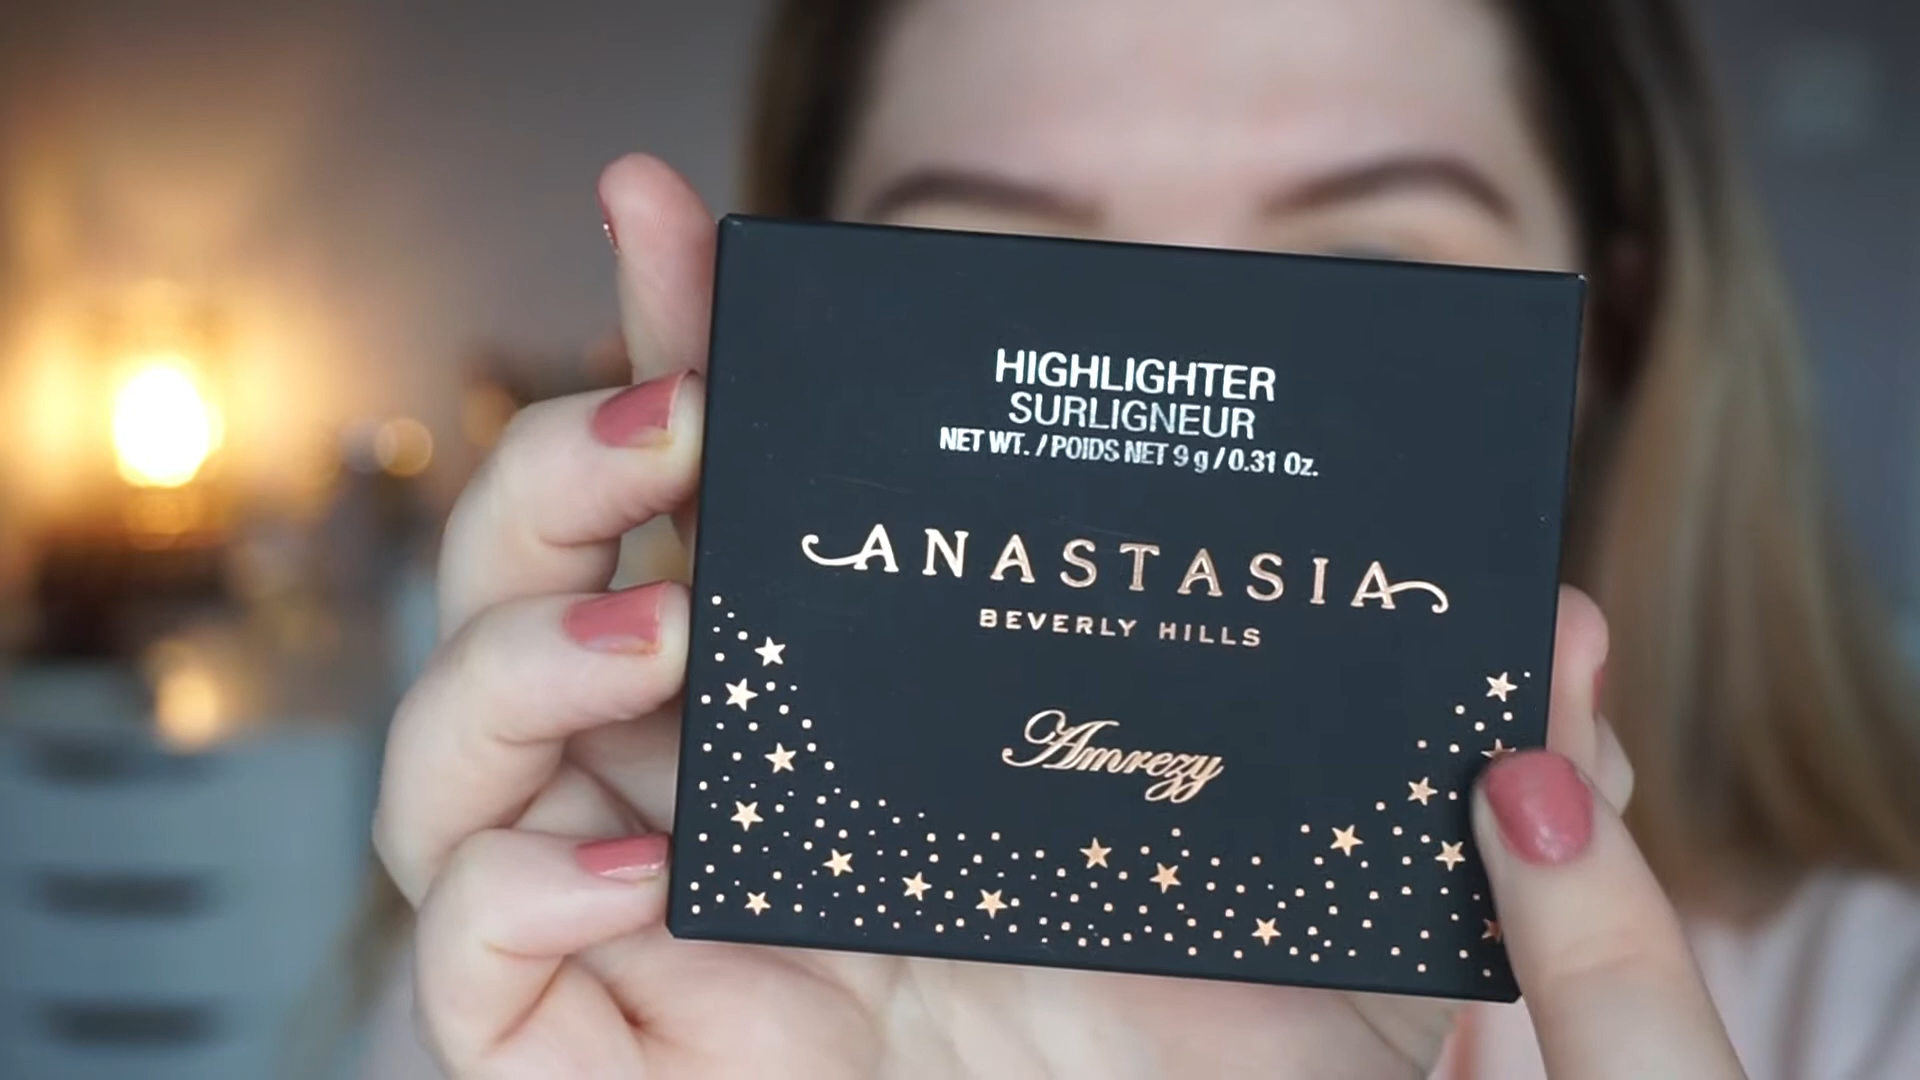 HIGHLIGHTER
SURLIGNEUR
NET WT. / POIDS NET 9 g / 0.31 Oz.
ANASTASIA
BEVERLY HILLS
Amrezy